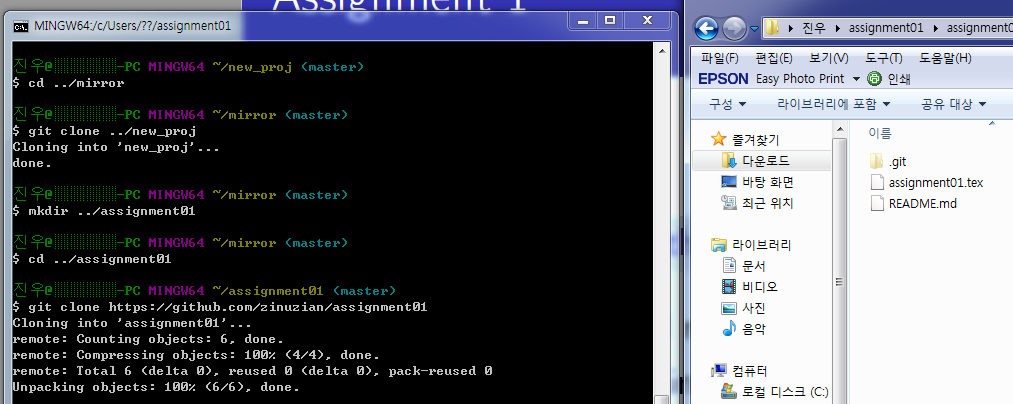 Assignment 1
MINGW64:/c/Users/??/assignment01
진우@ -PC MINGW64 ~/new_proj (master)
$ cd ../mirror
진우@ -PC MINGW64 ~/mirror (master)
$ git clone ../new_proj
Cloning into 'new_proj'...
done.
진우@ -PC MINGW64 ~/mirror (master)
$ mkdir ../assignment01
진우@ -PC MINGW64 ~/mirror (master)
$ cd ../assignment01
진우@ -PC MINGW64 ~/assignment01 (master)
$ git clone https://github.com/zinuzian/assignment01
Cloning into 'assignment01'...
remote: Counting objects: 6, done.
remote: Compressing objects: 100% (4/4), done.
remote: Total 6 (delta 0), reused 0 (delta 0), pack-reused 0
Unpacking objects: 100% (6/6), done.
진우 assignment01
파일(F) 편집(E) 보기(V) 도구(T) 도움말(H)
EPSON Easy Photo Print 인쇄
구성 라이브러리에 포함 공유 대상
즐겨찾기
다운로드
바탕 화면
최근 위치
라이브러리
문서
비디오
사진
음악
컴퓨터
로컬 디스크 (C:)
이름
.git
assignment01.tex
README.md